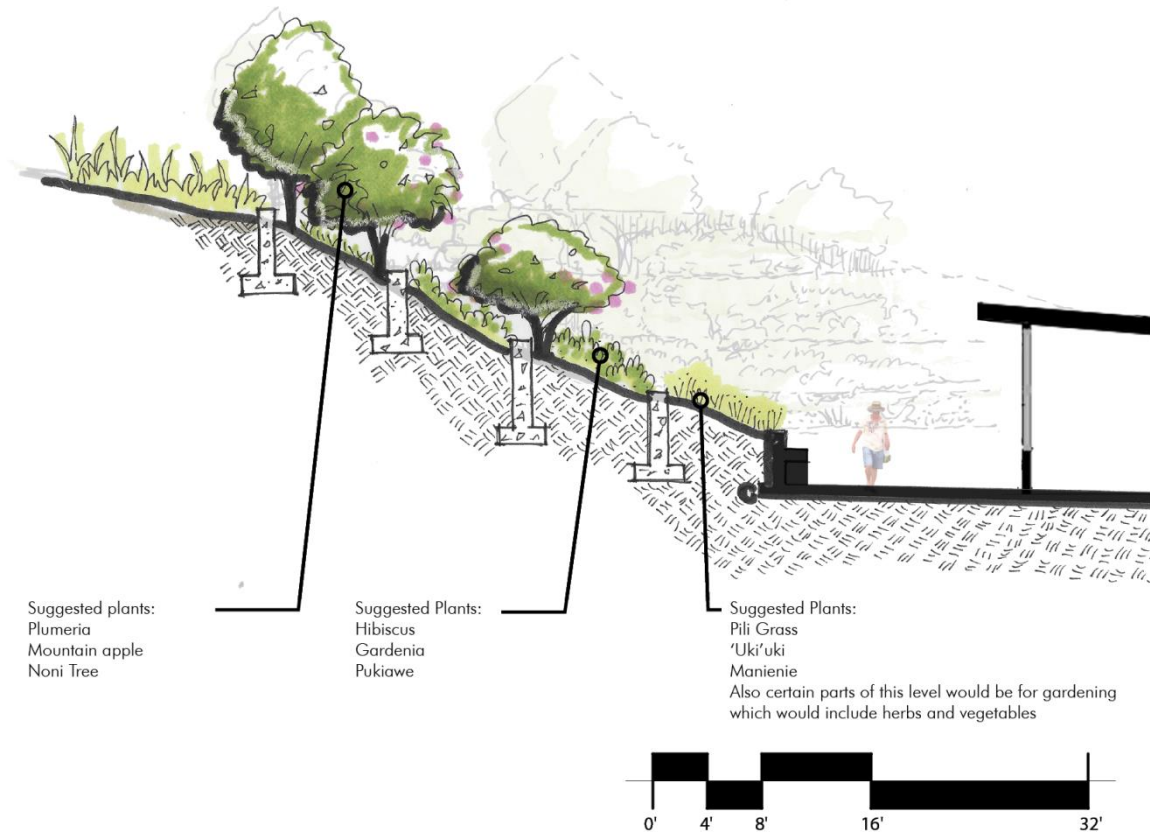 Suggested plants:
Plumeria
Mountain apple
Noni Tree
Suggested Plants:
Hibiscus
Gardenia
Pukiawe
Suggested Plants:
Pili Grass
‘Uki’uki
Manienie
Also certain parts of this level would be for gardening
which would include herbs and vegetables
0' 4' 8' 16' 32'